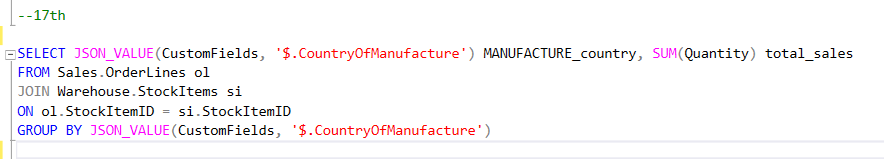 --17th
SELECT JSON_VALUE(CustomFields, '$.CountryOfManufacture') MANUFACTURE_country, SUM(Quantity) total_sales
FROM Sales.OrderLines ol
JOIN Warehouse.StockItems si
ON ol.StockItemID = si.StockItemID
GROUP BY JSON_VALUE(CustomFields, '$.CountryOfManufacture')